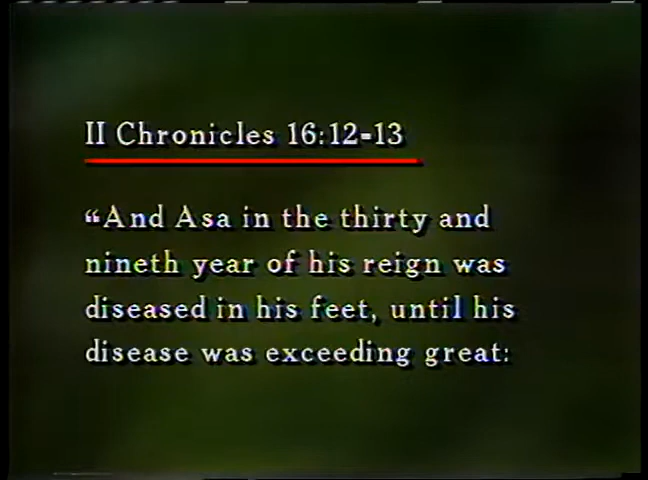 II Chronicles 16:12-13
“And Asa in the thirty and
nineth year of his reign was
diseased in his feet, until his
disease was exceeding great: